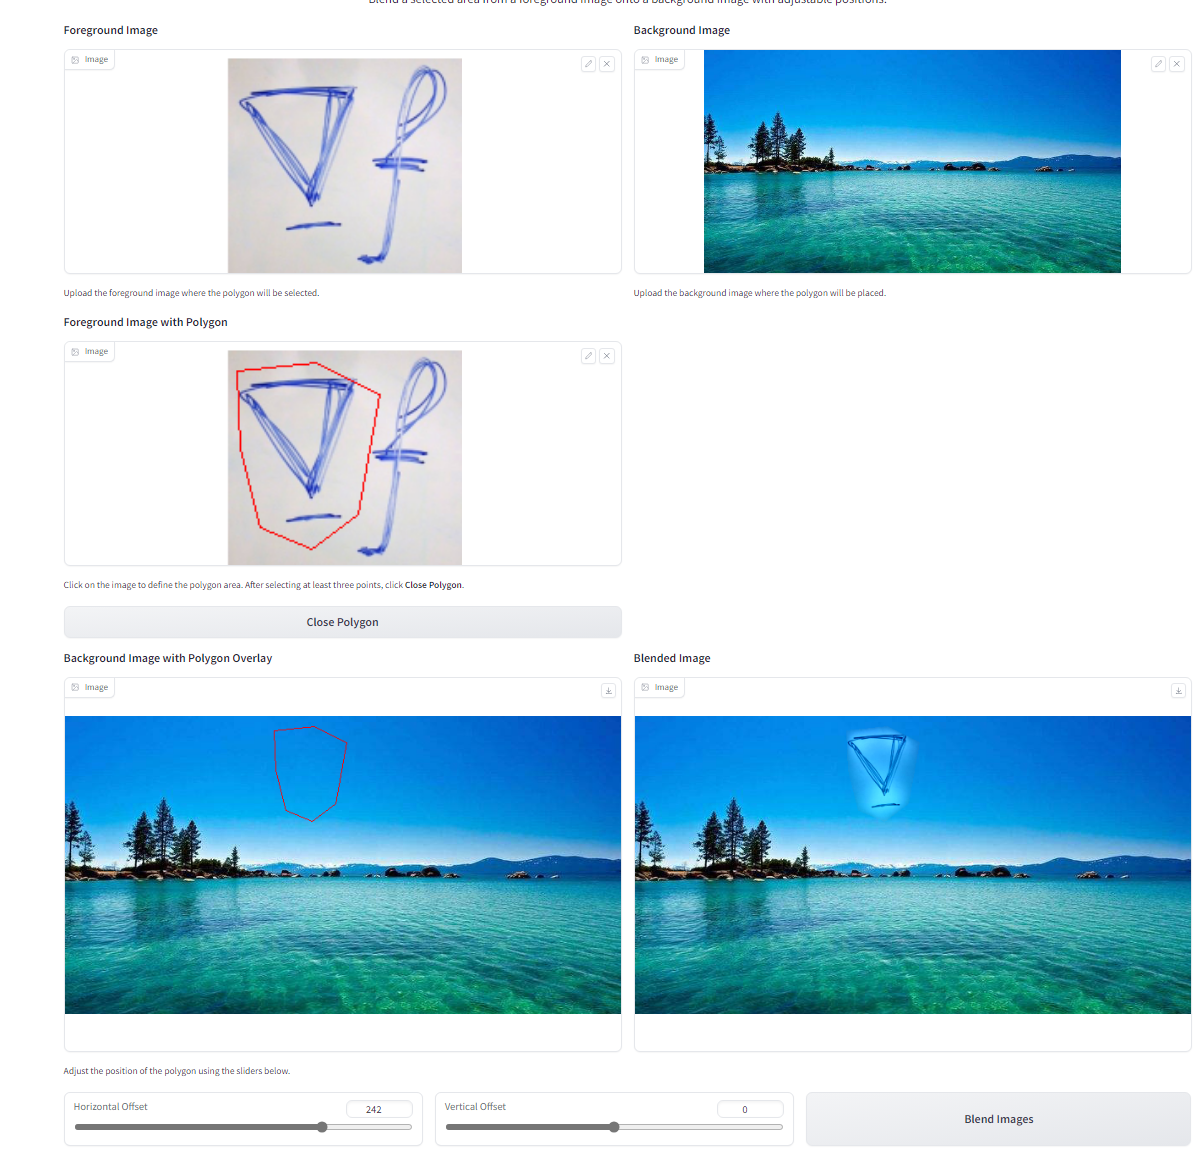 Blend a selected area from a foreground image onto a background image with adjustable positions.
Foreground Image
Background Image
Image
Image
Upload the foreground image where the polygon will be selected.
Upload the background image where the polygon will be placed.
Foreground Image with Polygon
Image
Click on the image to define the polygon area. After selecting at least three points, click Close Polygon.
Close Polygon
Background Image with Polygon Overlay
Blended Image
Image
Image
Adjust the position of the polygon using the sliders below.
Horizontal Offset
242
Vertical Offset
0
Blend Images